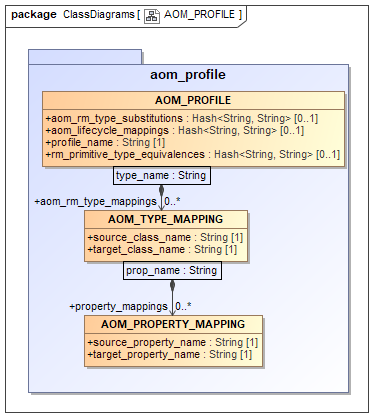 package ClassDiagrams [ AOM_PROFILE ]
aom_profile
AOM_PROFILE
+aom_rm_type_substitutions : Hash<String, String> [0..1]
+aom_lifecycle_mappings : Hash<String, String> [0..1]
+profile_name : String [1]
+rm_primitive_type_equivalences : Hash<String, String> [0..1]
type_name : String
+aom_rm_type_mappings 0..*
AOM_TYPE_MAPPING
+source_class_name : String [1]
+target_class_name : String [1]
prop_name : String
+property_mappings 0..*
AOM_PROPERTY_MAPPING
+source_property_name : String [1]
+target_property_name : String [1]